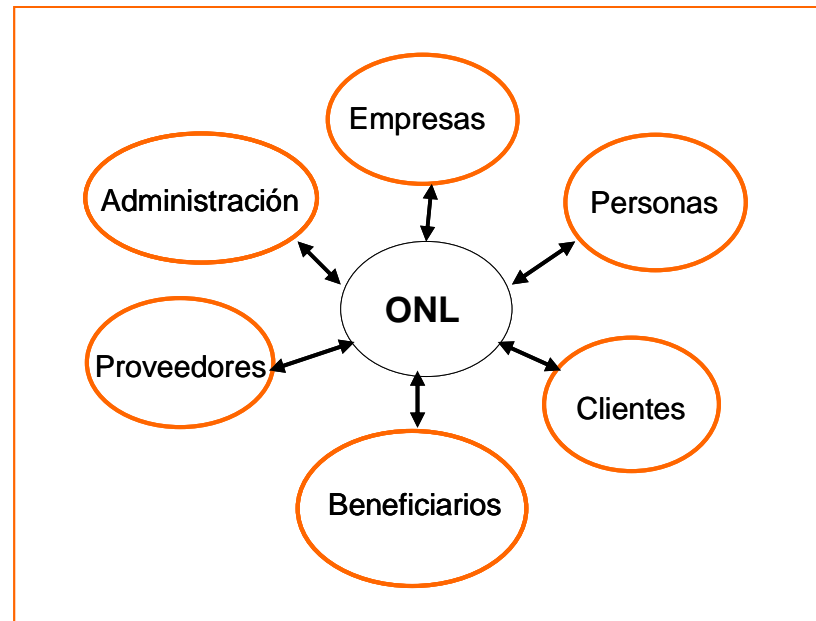 Empresas
Administración
Personas
ONL
Proveedores
Clientes
Beneficiarios